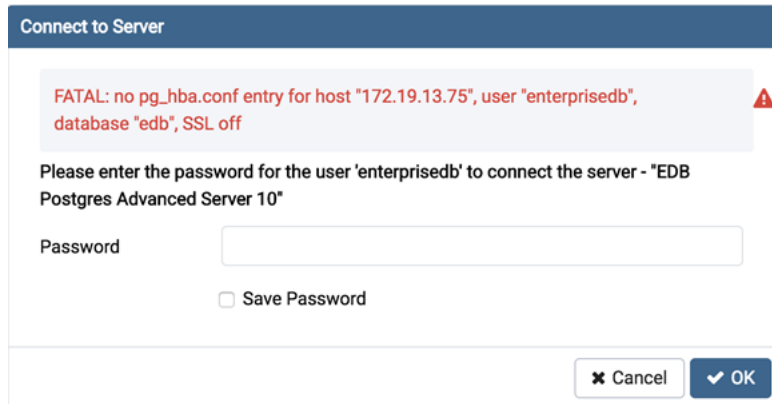 Connect to Server
FATAL: no pg_hba.conf entry for host "172.19.13.75", user "enterprisedb",
database "edb", SSL off
Please enter the password for the user 'enterprisedb' to connect the server - "EDB
Postgres Advanced Server 10"
Password
Save Password
Cancel
OK